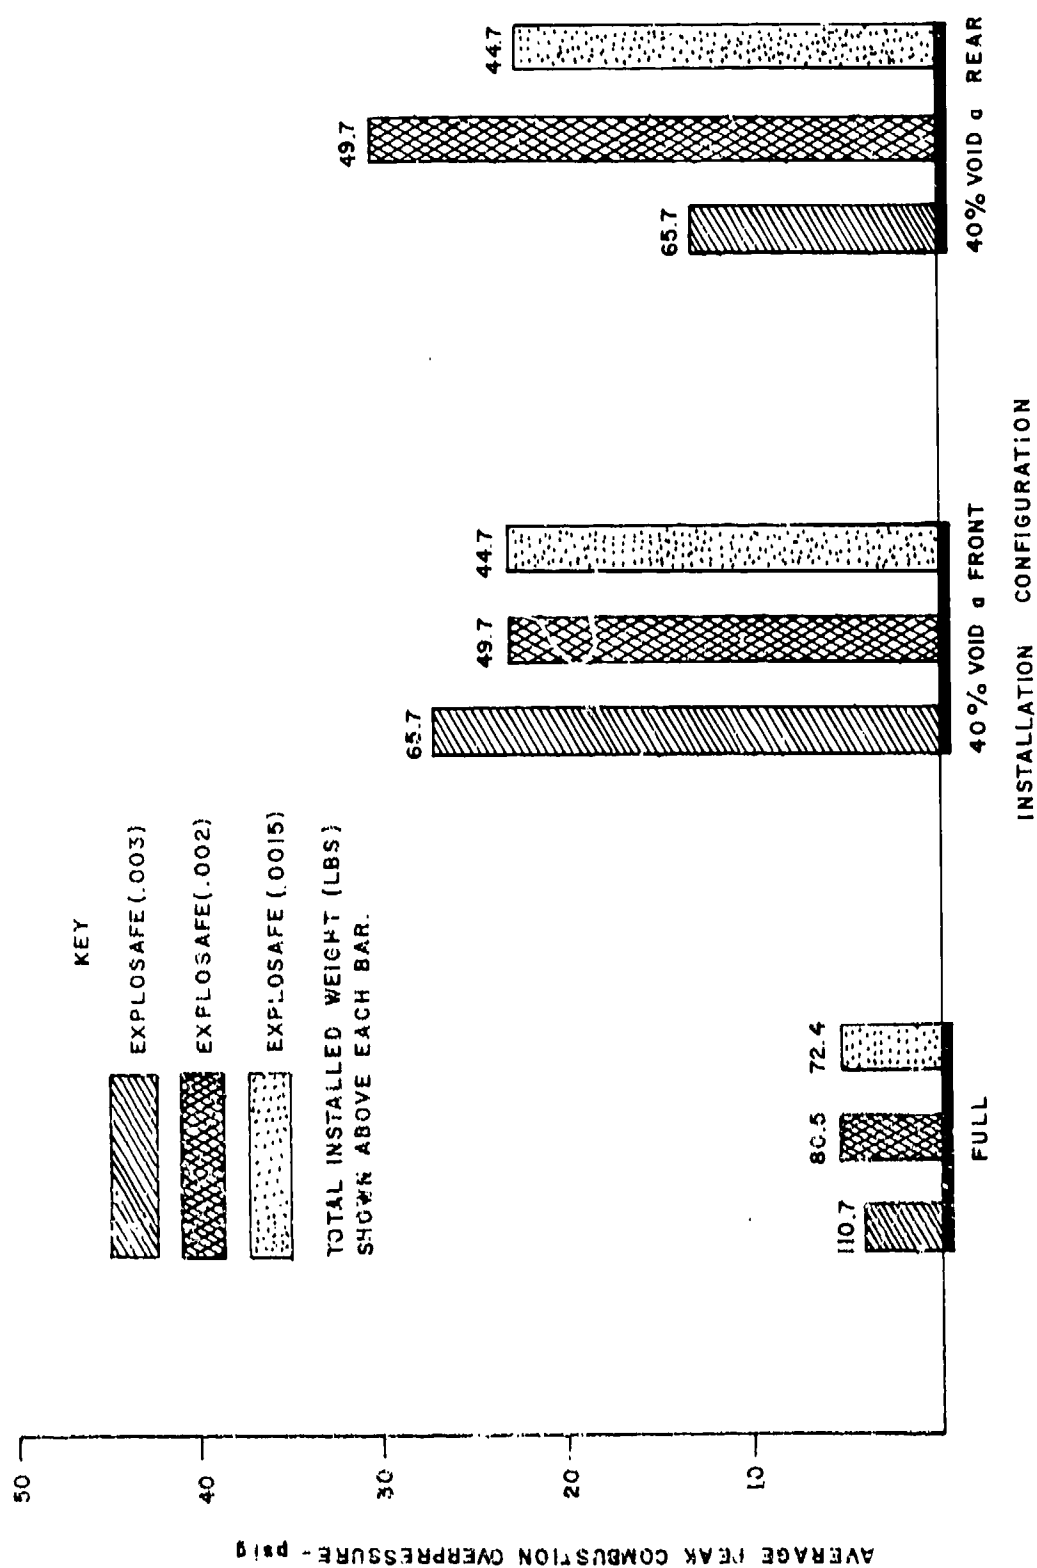 KEY
EXPLOSAFE (.003)
EXPLOSAFE (.002)
EXPLOSAFE (.0015)
TOTAL INSTALLED WEIGHT (LBS)
SHOWN ABOVE EACH BAR.
AVERAGE PEAK COMBUSTION OVERPRESSURE - psig
50
40
30
20
10
110.7
80.5
72.4
65.7
49.7
44.7
65.7
49.7
44.7
FULL
40% VOID a FRONT
40% VOID a REAR
INSTALLATION CONFIGURATION